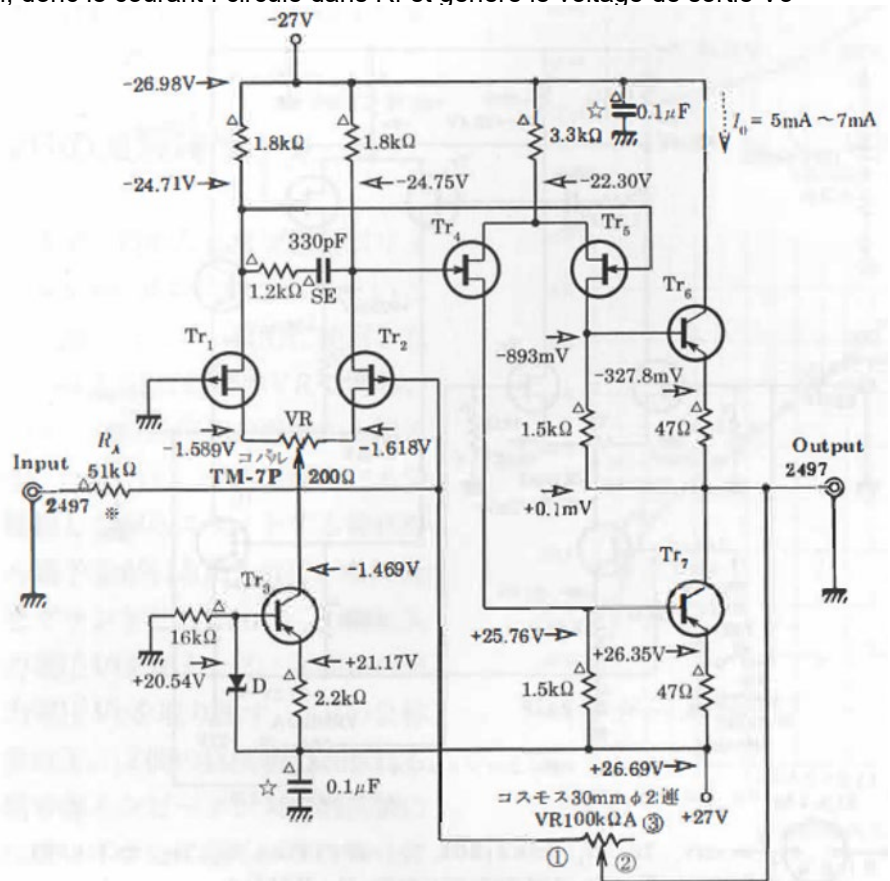 , donc le courant I circule dans Rf et génère le voltage de sortie Vo
-27V
-26.98V
☆
0.1μF
I₀ = 5mA ~ 7mA
1.8kΩ
1.8kΩ
3.3kΩ
-24.71V
-24.75V
-22.30V
Tr₄
Tr₅
330pF
1.2kΩ
SE
Tr₆
Tr₁
Tr₂
-893mV
-327.8mV
VR
1.5kΩ
47Ω
-1.589V
コパル
-1.618V
Output
2497
Input
51kΩ
TM-7P
200Ω
2497
※
+0.1mV
Tr₇
Tr₃
-1.469V
16kΩ
+25.76V
+26.35V
+20.54V
D
+21.17V
2.2kΩ
1.5kΩ
47Ω
+26.69V
☆
0.1μF
コスモス30mmφ2連
VR100kΩA ③
+27V
①
②